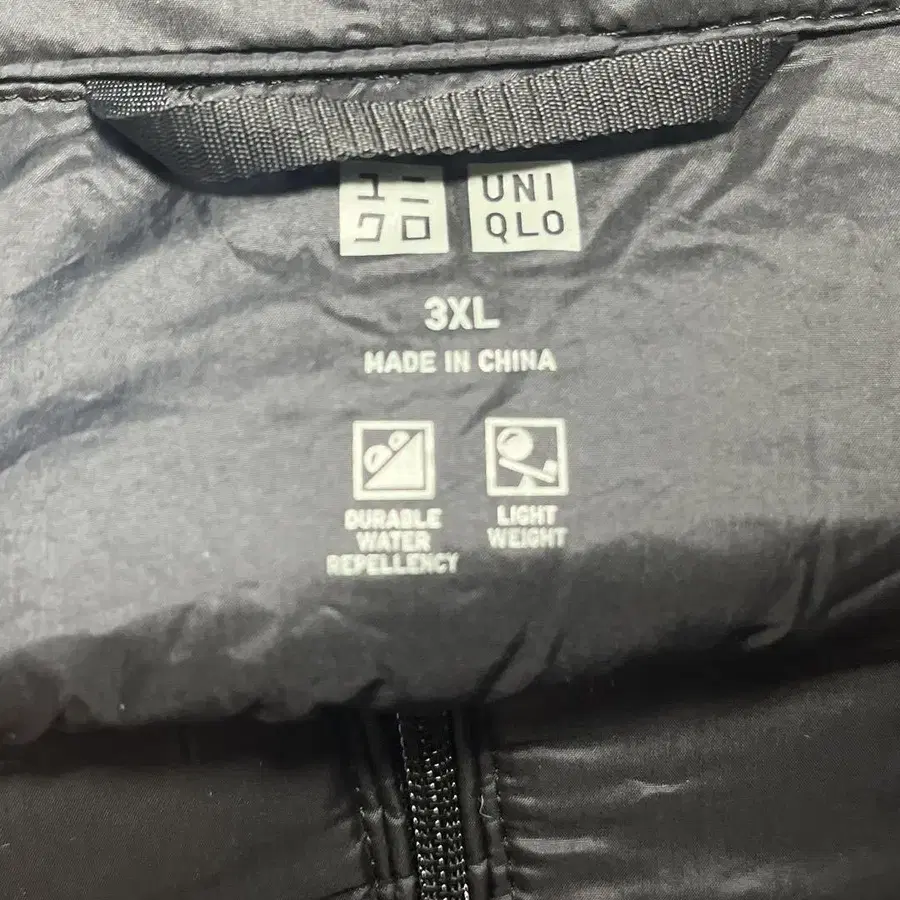 ユニ
クロ
UNI
QLO
3XL
MADE IN CHINA
DURABLE
WATER
REPELLENCY
LIGHT
WEIGHT